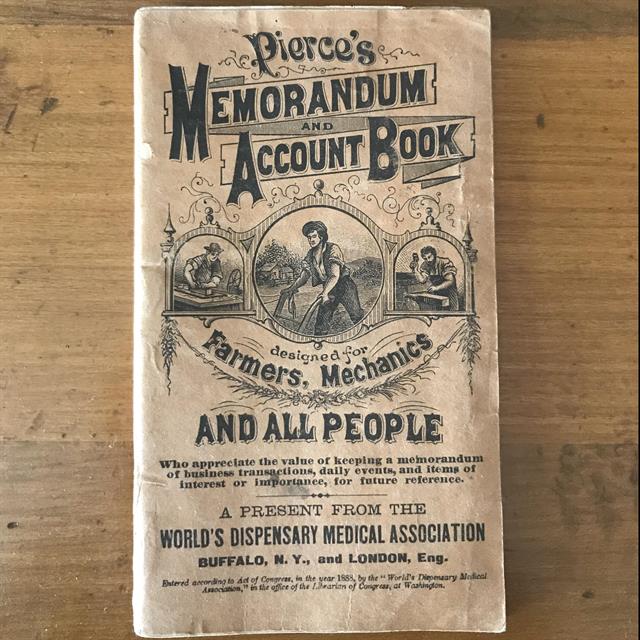 Pierce's
MEMORANDUM
AND
ACCOUNT BOOK
designed for
Farmers, Mechanics
AND ALL PEOPLE
Who appreciate the value of keeping a memorandum
of business transactions, daily events, and items of
interest or importance, for future reference.
A PRESENT FROM THE
WORLD'S DISPENSARY MEDICAL ASSOCIATION
BUFFALO, N. Y., and LONDON, Eng.
Entered according to Act of Congress, in the year 1888, by the "World's Dispensary Medical
Association," in the office of the Librarian of Congress, at Washington.